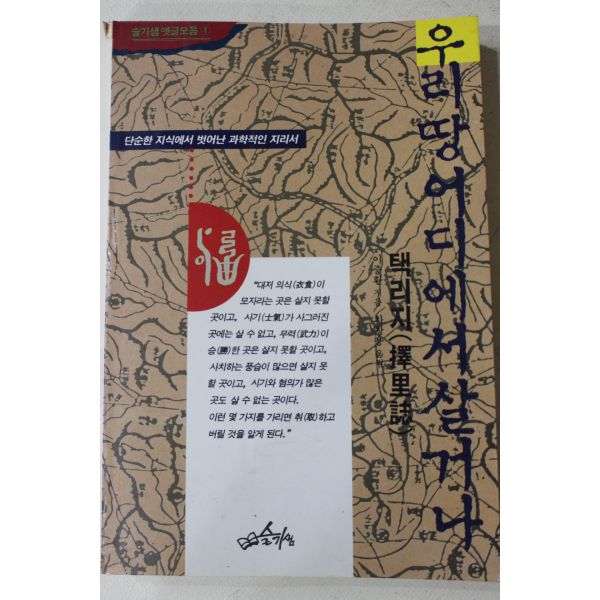 슬기샘 옛글모음 1
우리땅 어디에서 살거나
단순한 지식에서 벗어난 과학적인 지리서
택리지(擇里誌)
“대저 의식(衣食)이
모자라는 곳은 살지 못할
곳이고, 사기(士氣)가 사그러진
곳에는 살 수 없고, 무력(武力)이
승(勝)한 곳은 살지 못할 곳이고,
사치하는 풍습이 많으면 살지 못
할 곳이고, 시기와 혐의가 많은
곳도 살 수 없는 곳이다.
이런 몇 가지를 가리면 취(取)하고
버릴 것을 알게 된다.”
슬기샘